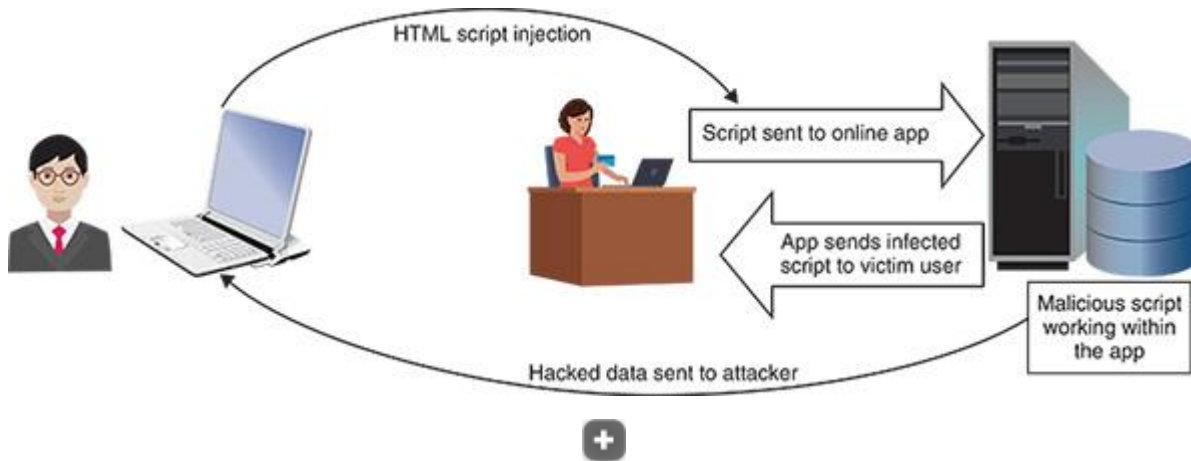 HTML script injection
Script sent to online app
App sends infected
script to victim user
Malicious script
working within
the app
Hacked data sent to attacker